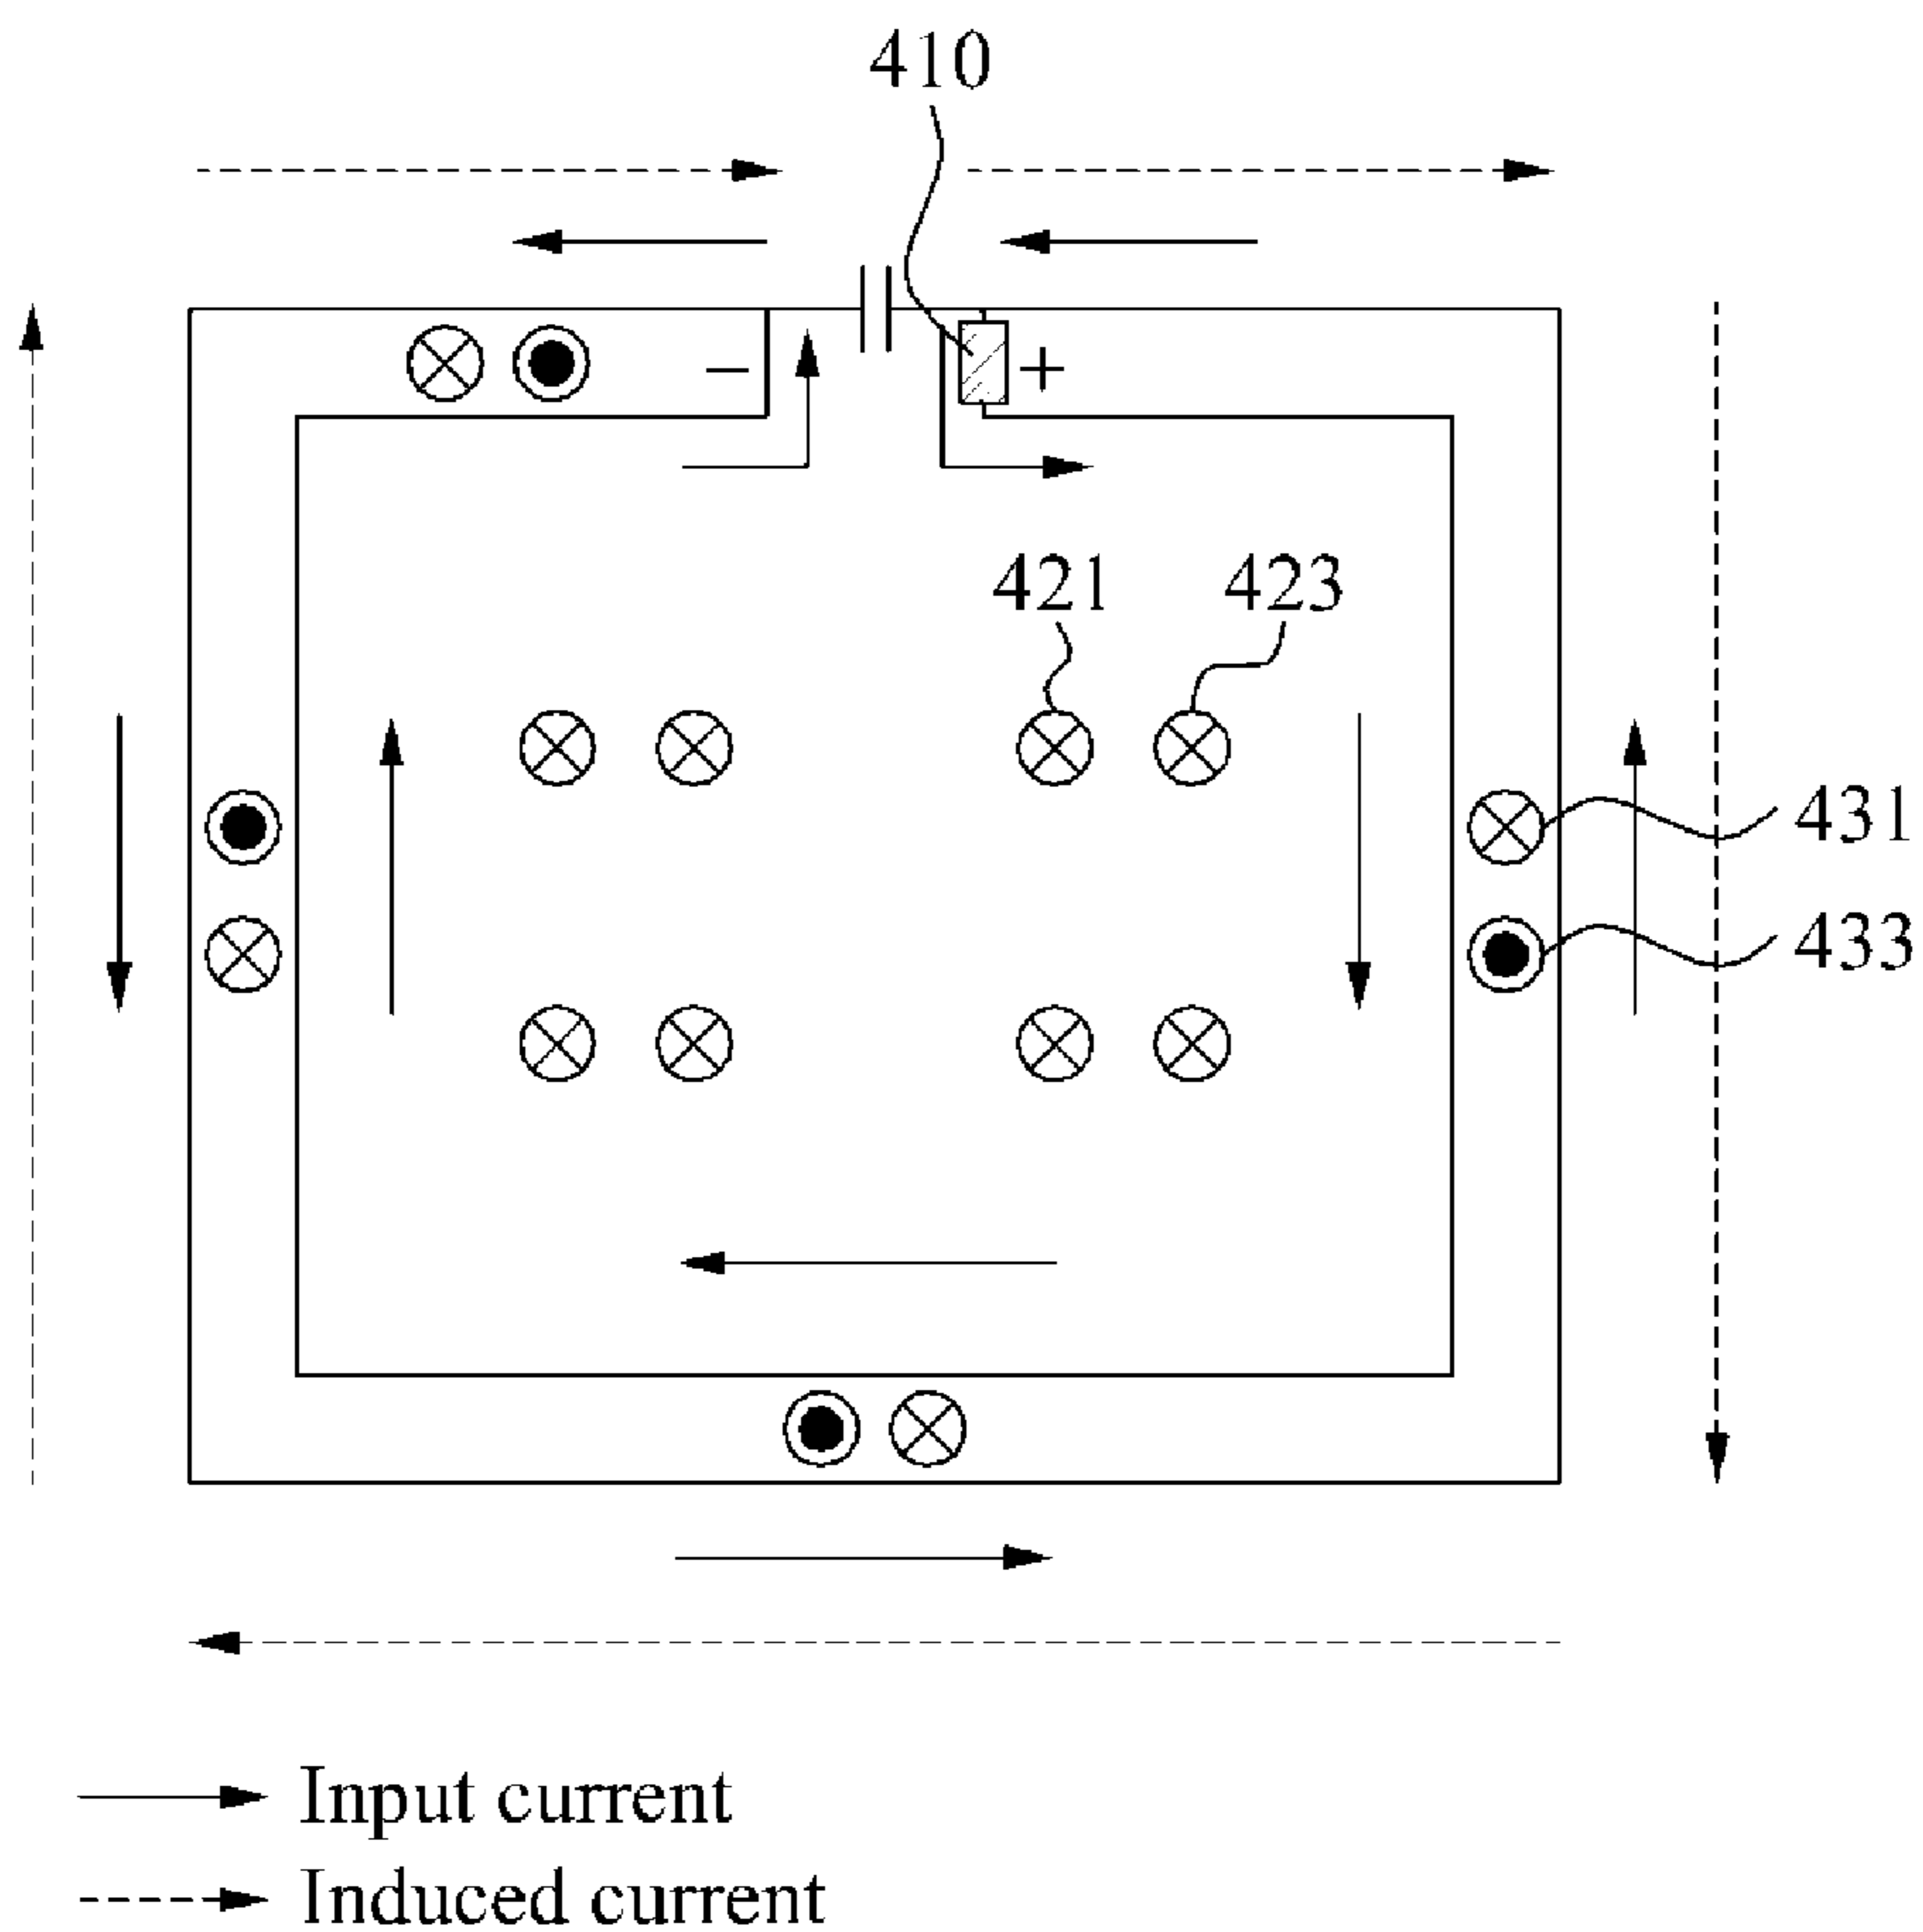 410
− +
421 423
431
433
Input current
Induced current